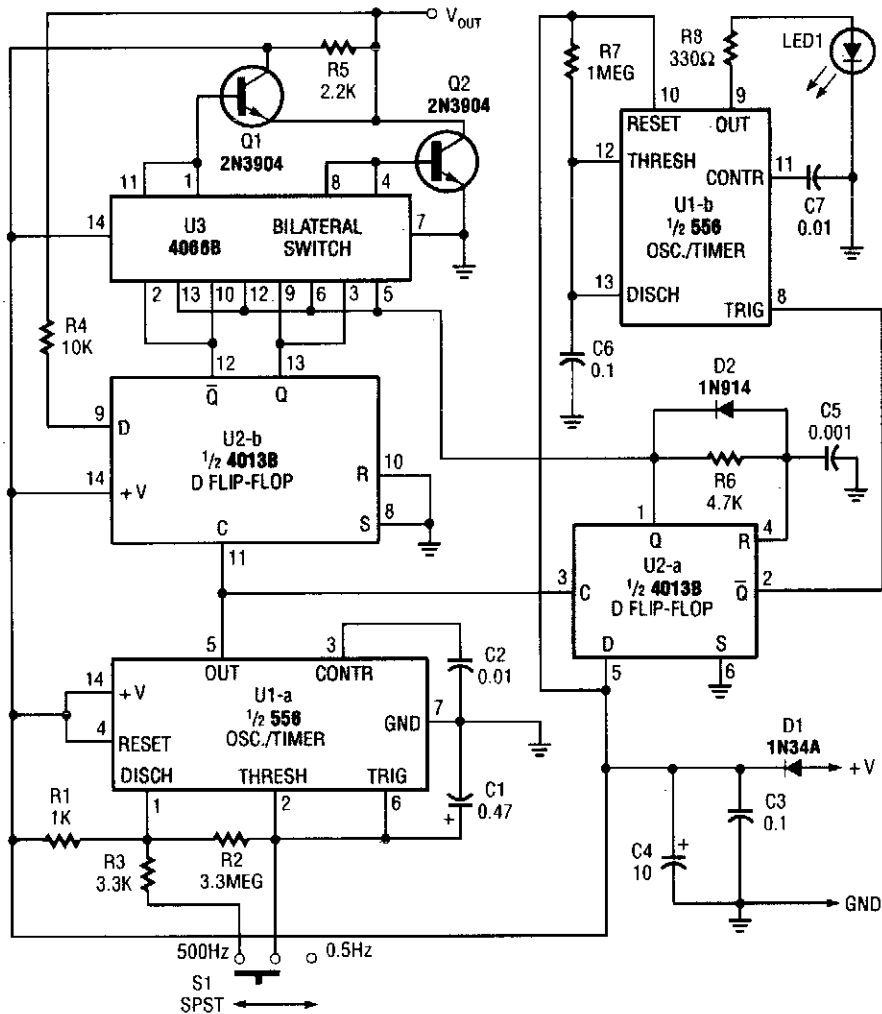 V_OUT
R5
2.2K
Q2
2N3904
Q1
2N3904
11
1
8
4
14
U3
4066B
BILATERAL
SWITCH
7
2
13
10
12
9
6
3
5
R4
10K
12
13
Q̅
Q
9
D
U2-b
1/2 4013B
D FLIP-FLOP
14
+V
R
10
S
8
C
11
5
3
OUT
CONTR
C2
0.01
14
+V
U1-a
1/2 556
OSC./TIMER
GND
7
4
RESET
DISCH
THRESH
TRIG
1
2
6
C1
0.47
+
R1
1K
R3
3.3K
R2
3.3MEG
500Hz
0.5Hz
S1
SPST
R7
1MEG
R8
330Ω
LED1
10
9
RESET
OUT
12
THRESH
CONTR
11
C7
0.01
U1-b
1/2 556
OSC./TIMER
13
DISCH
TRIG
8
C6
0.1
D2
1N914
C5
0.001
R6
4.7K
1
Q
R
4
3
C
U2-a
1/2 4013B
D FLIP-FLOP
Q̅
2
D
S
5
6
D1
1N34A
+V
C3
0.1
C4
10
+
GND